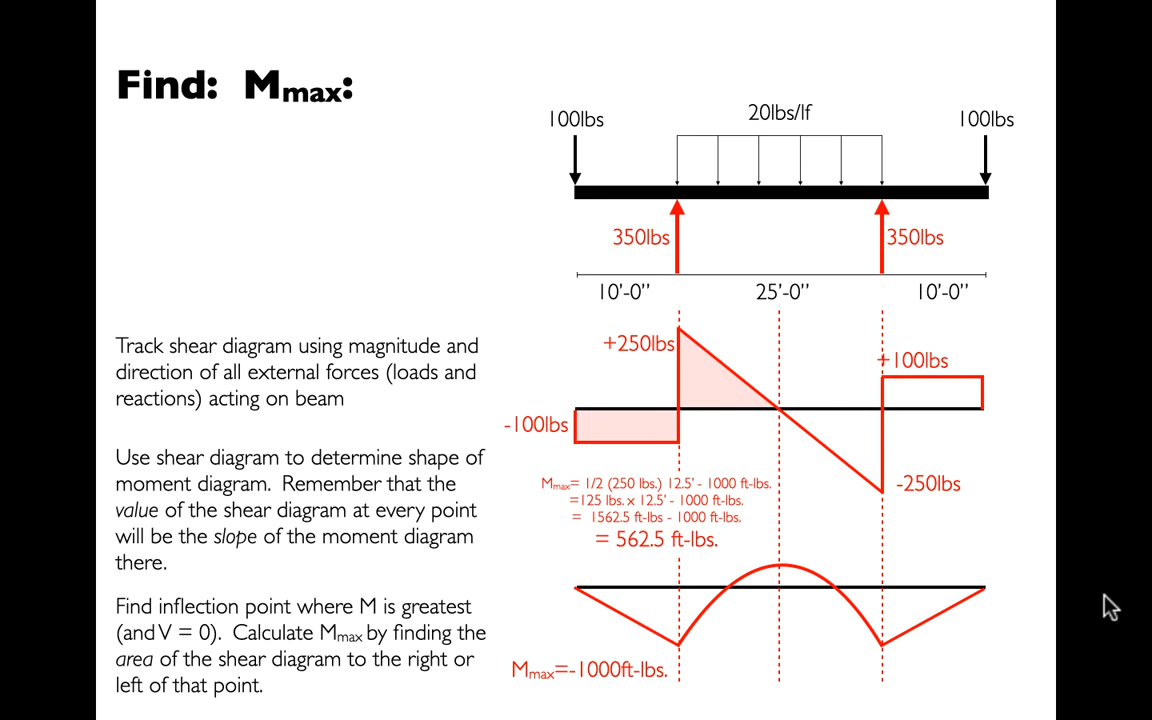 Find: Mmax:
100lbs
20lbs/lf
100lbs
350lbs
350lbs
10'-0"
25'-0"
10'-0"
Track shear diagram using magnitude and
direction of all external forces (loads and
reactions) acting on beam
+250lbs
+100lbs
-100lbs
-250lbs
Use shear diagram to determine shape of
moment diagram. Remember that the
value of the shear diagram at every point
will be the slope of the moment diagram
there.
Mmax= 1/2 (250 lbs.) 12.5' - 1000 ft-lbs.
=125 lbs. x 12.5' - 1000 ft-lbs.
= 1562.5 ft-lbs - 1000 ft-lbs.
= 562.5 ft-lbs.
Find inflection point where M is greatest
(and V = 0). Calculate Mmax by finding the
area of the shear diagram to the right or
left of that point.
Mmax=-1000ft-lbs.